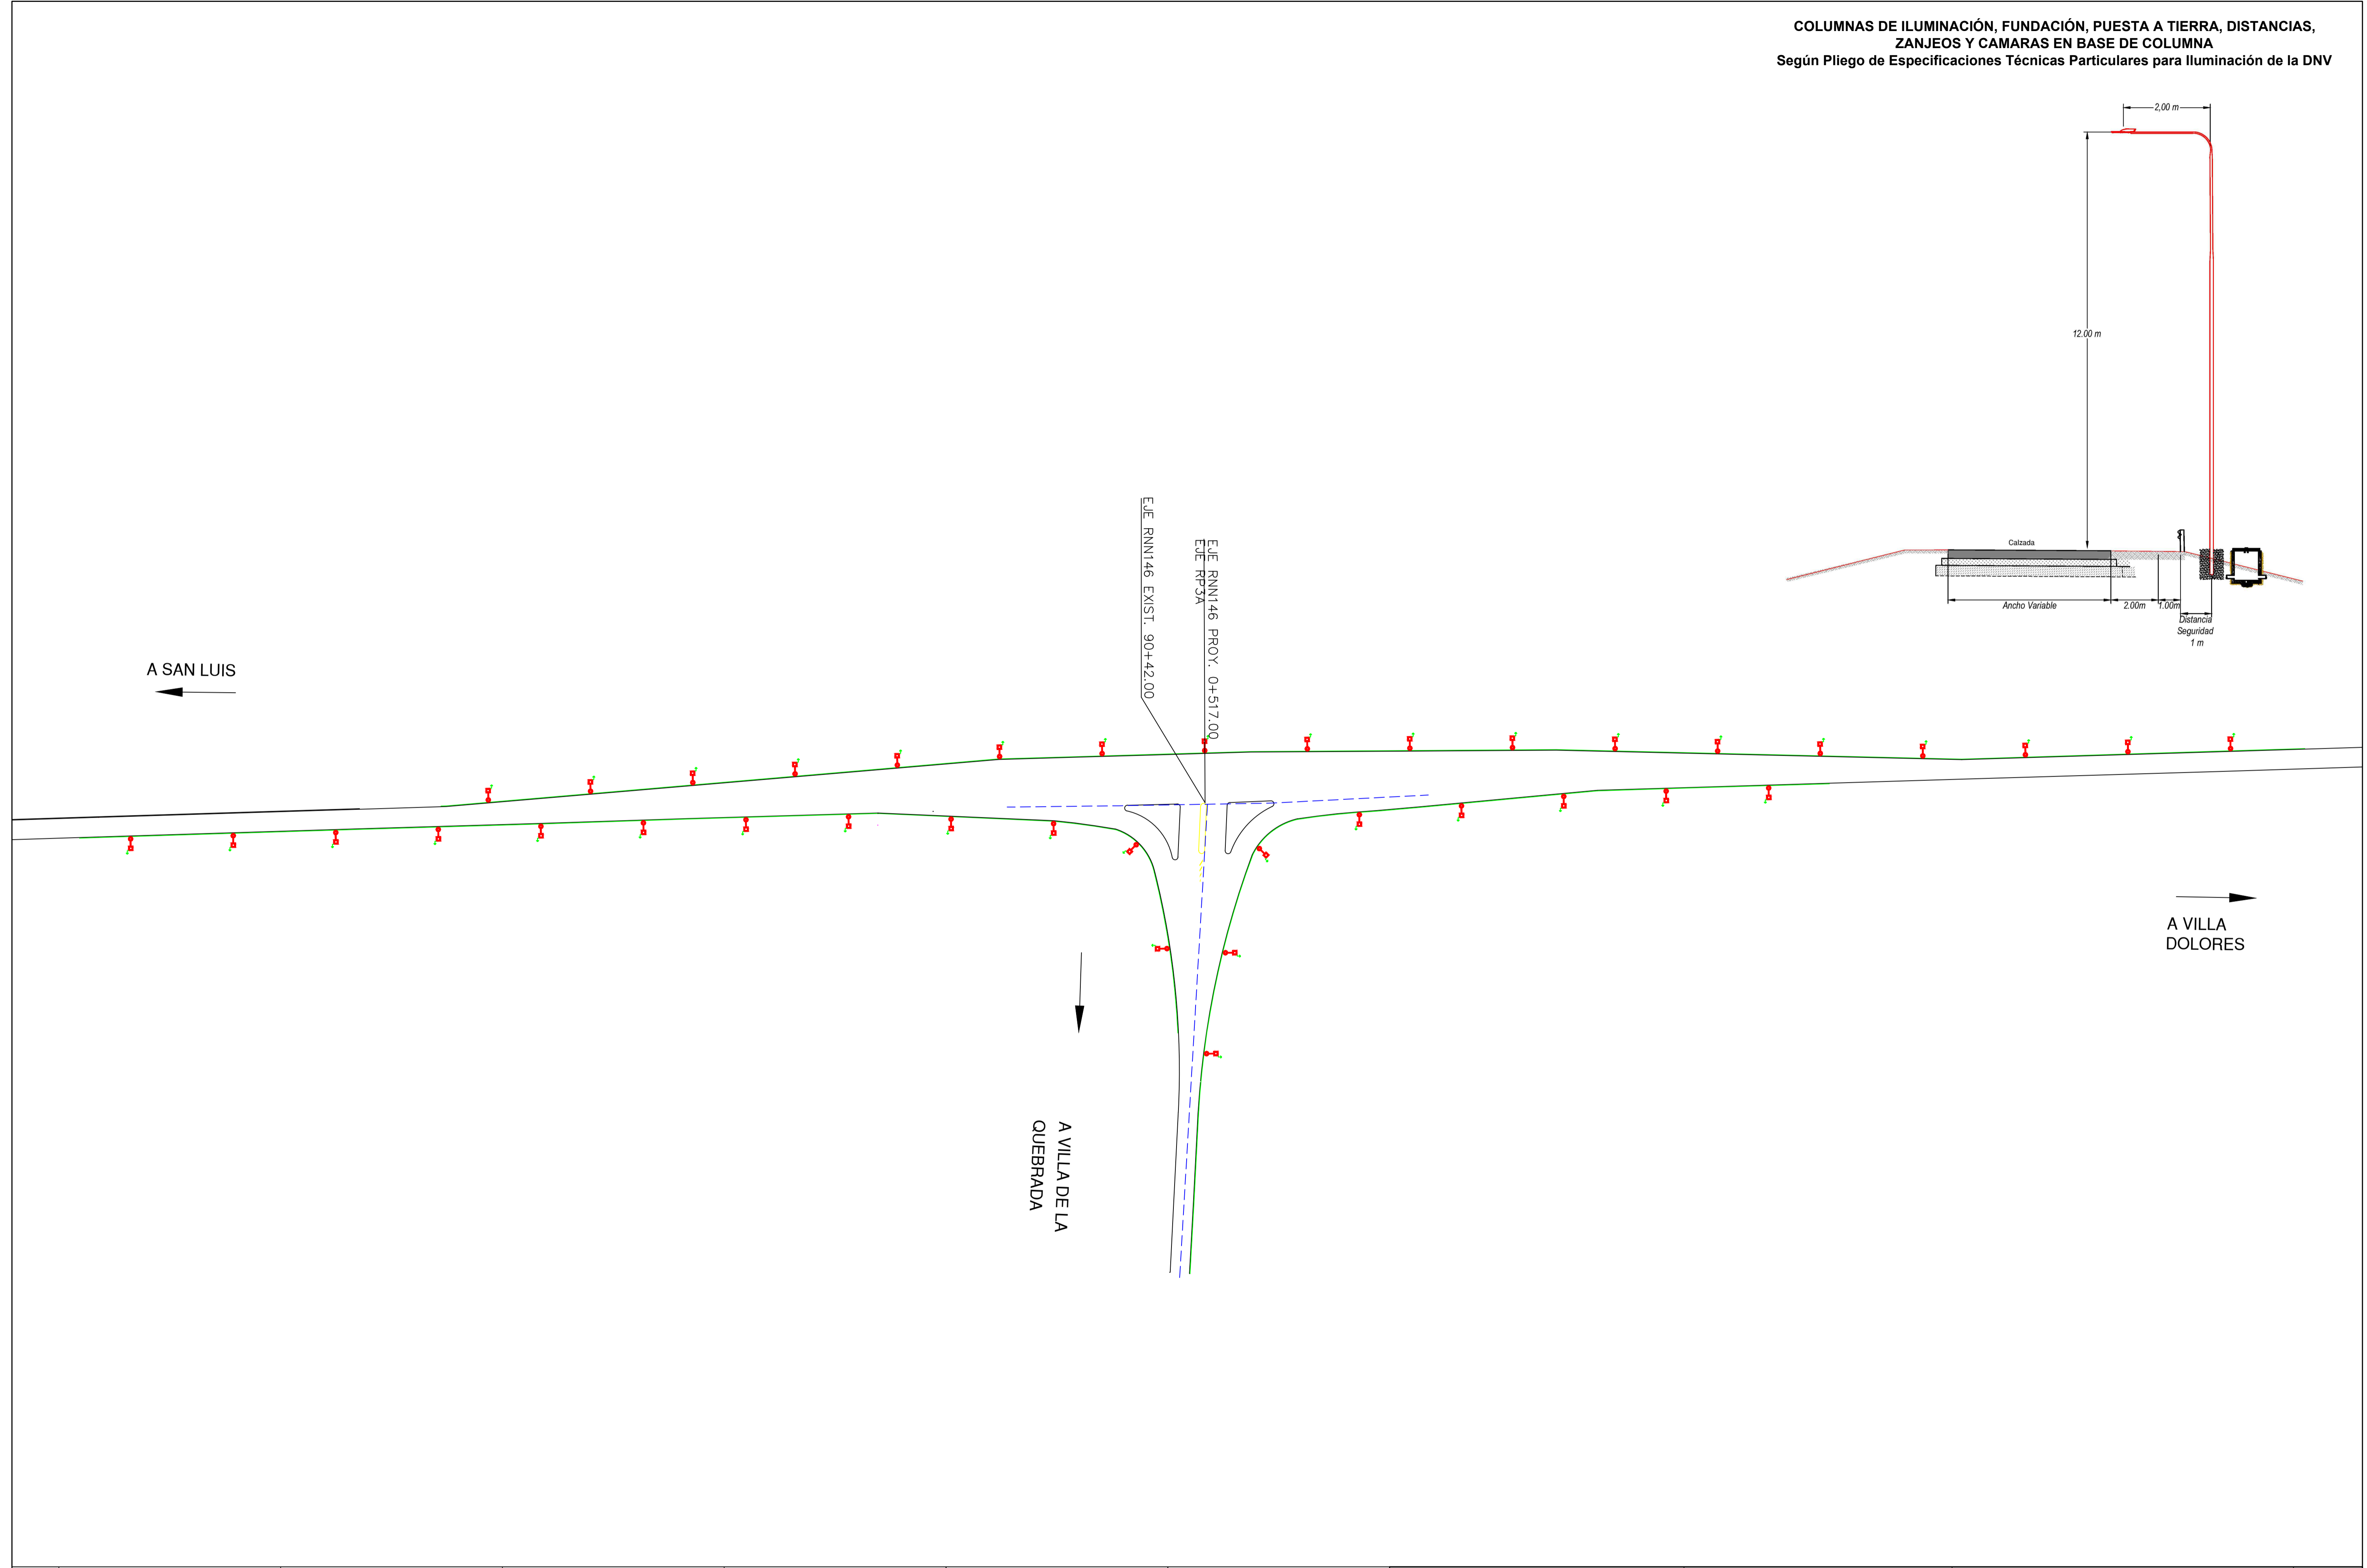 COLUMNAS DE ILUMINACIÓN, FUNDACIÓN, PUESTA A TIERRA, DISTANCIAS,
ZANJEOS Y CAMARAS EN BASE DE COLUMNA
Según Pliego de Especificaciones Técnicas Particulares para Iluminación de la DNV
2,00 m
12.00 m
Calzada
Ancho Variable
2.00m
1.00m
Distancia
Seguridad
1 m
EJE RNN146 EXIST. 90+42.00
EJE RNN146 PROY. 0+517.00
EJE RP3A
A SAN LUIS
A VILLA
DOLORES
A VILLA DE LA
QUEBRADA